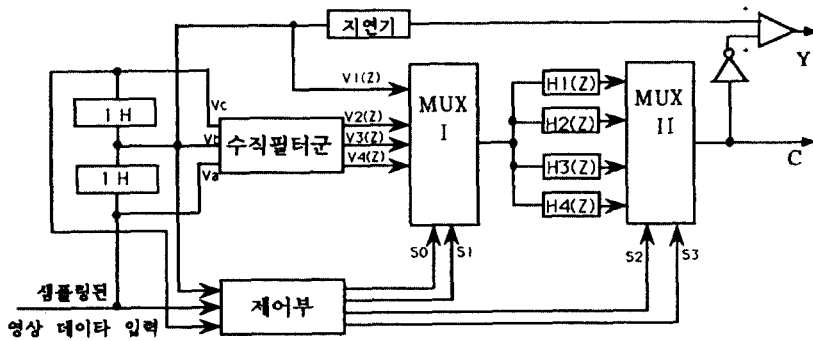 지연기
Y
V1(Z)
MUX
I
H1(Z)
H2(Z)
H3(Z)
H4(Z)
MUX
II
C
1 H
1 H
Vc
Vb
Va
수직필터군
V2(Z)
V3(Z)
V4(Z)
S0
S1
S2
S3
샘플링된
영상 데이타 입력
제어부